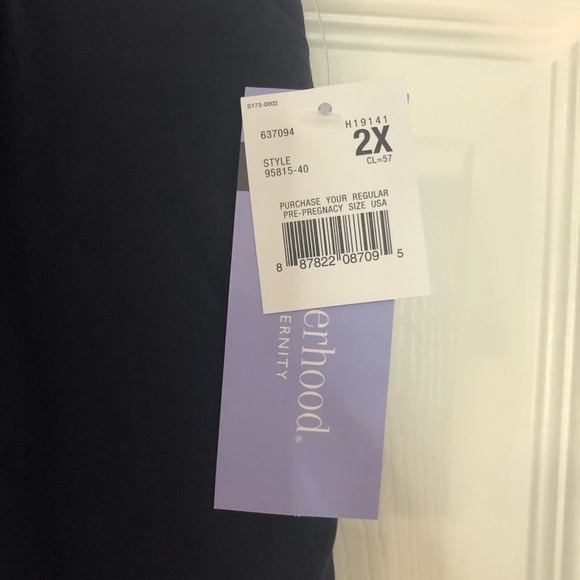 S173-0002
637094
H19141
2X
STYLE
95815-40
CL=57
PURCHASE YOUR REGULAR
PRE-PREGNACY SIZE USA
8 87822 08709 5
erhood®
ERNITY